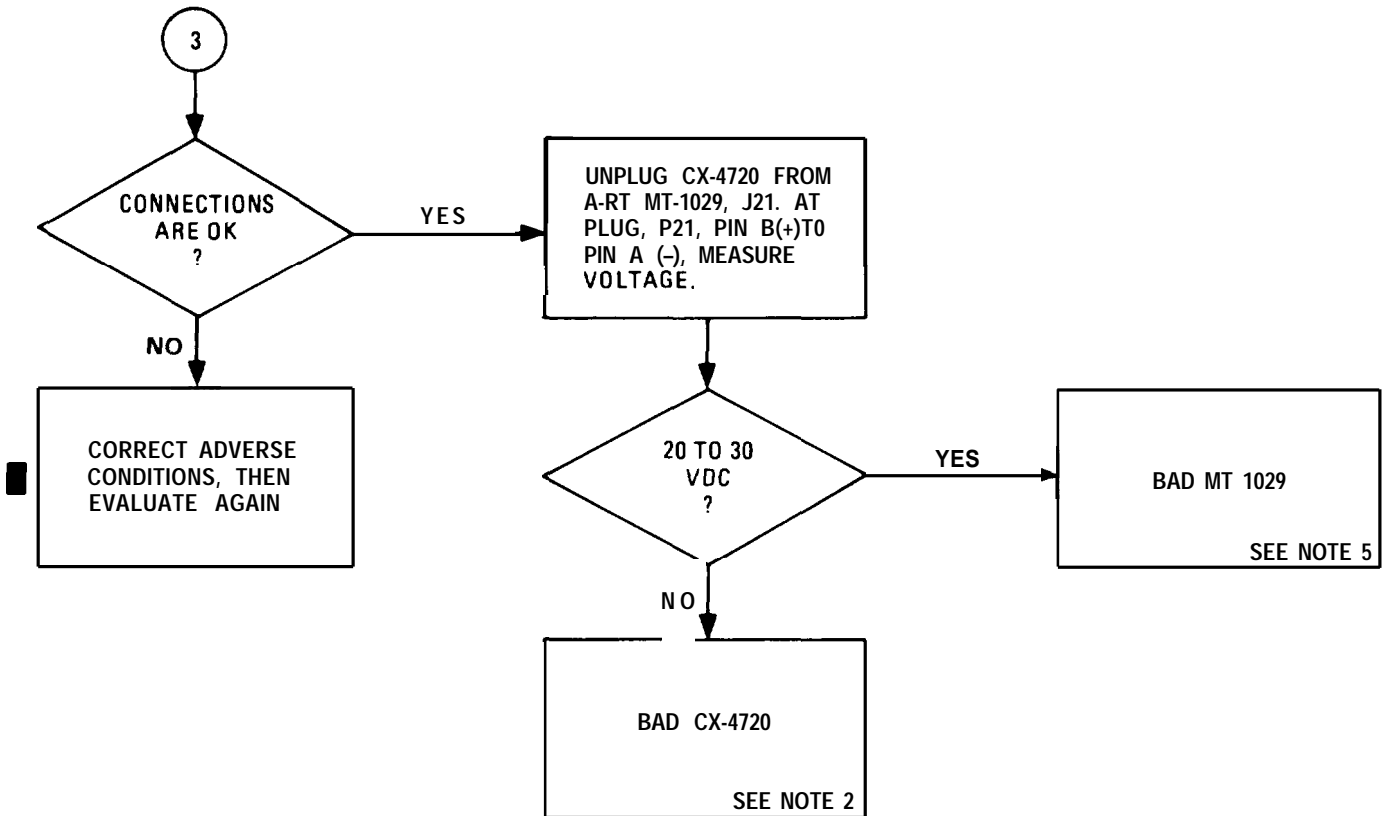 3
CONNECTIONS
ARE OK
?
YES
NO
CORRECT ADVERSE
CONDITIONS, THEN
EVALUATE AGAIN
UNPLUG CX-4720 FROM
A-RT MT-1029, J21. AT
PLUG, P21, PIN B(+)T0
PIN A (–), MEASURE
VOLTAGE.
20 TO 30
VDC
?
YES
NO
BAD MT 1029
SEE NOTE 5
BAD CX-4720
SEE NOTE 2